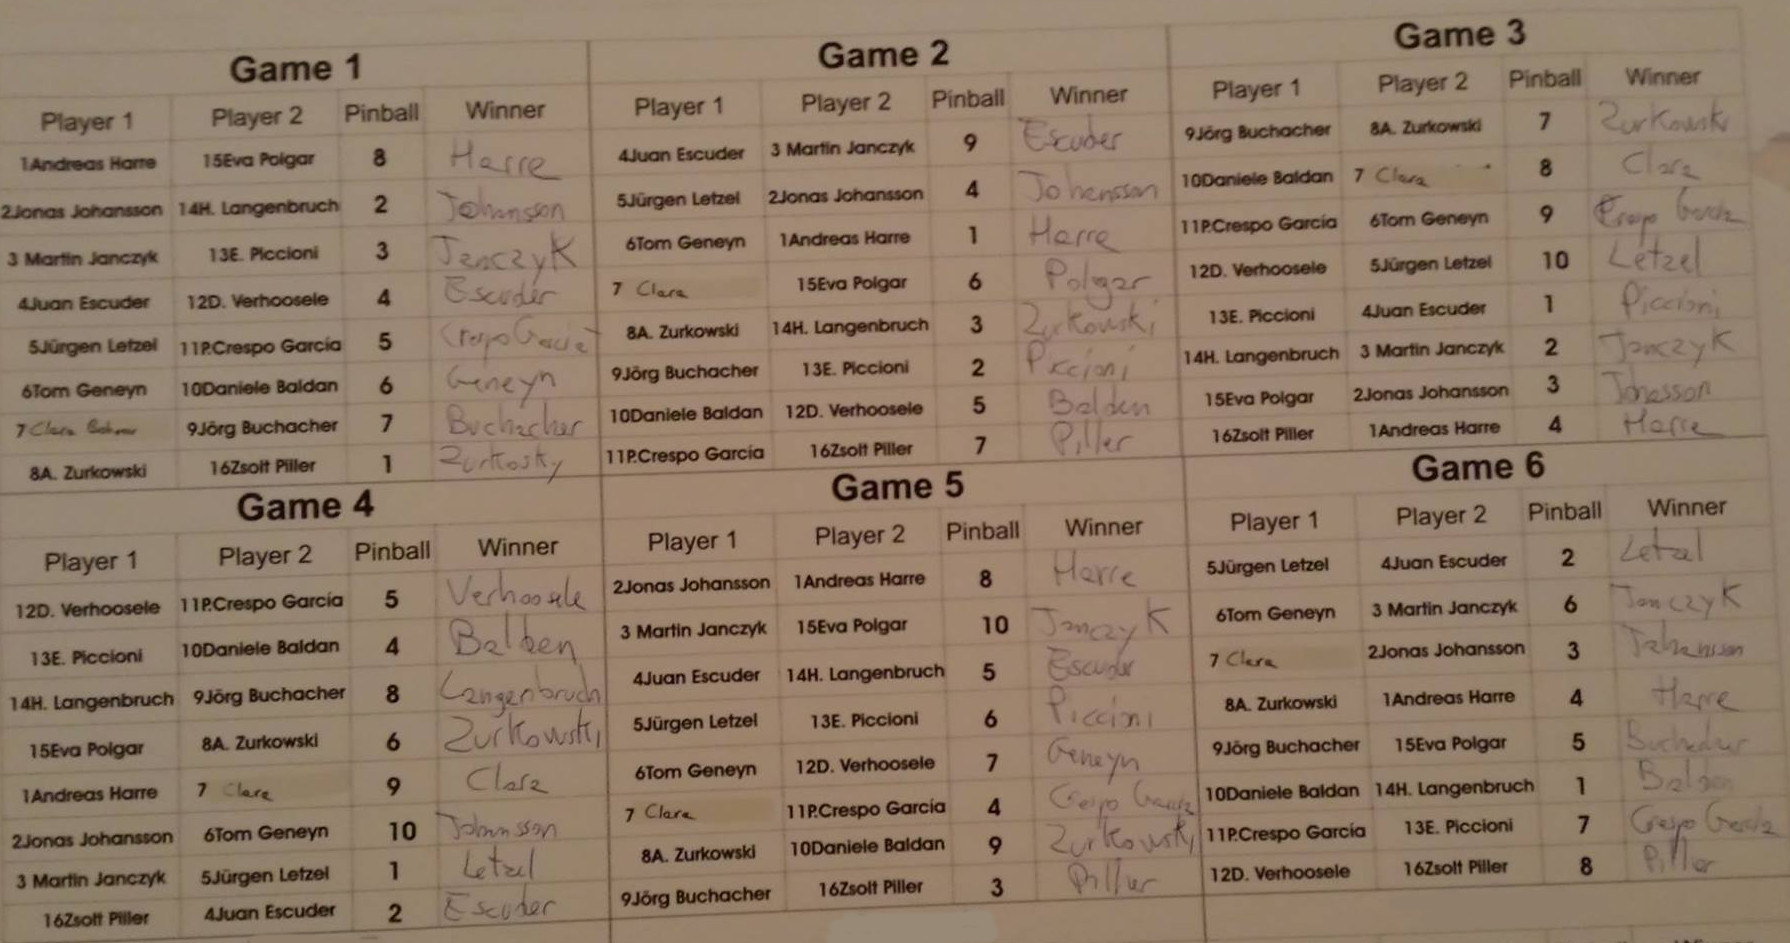 Game 1
Player 1 Player 2 Pinball Winner
1Andreas Harre 15Eva Polgar 8 Harre
2Jonas Johansson 14H. Langenbruch 2 Johansson
3 Martin Janczyk 13E. Piccioni 3 Janczyk
4Juan Escuder 12D. Verhoosele 4 Escuder
5Jürgen Letzel 11P.Crespo García 5 Crespo García
6Tom Geneyn 10Daniele Baldan 6 Geneyn
7 Clara 9Jörg Buchacher 7 Buchacher
8A. Zurkowski 16Zsolt Piller 1 Zurkosky
Game 2
Player 1 Player 2 Pinball Winner
4Juan Escuder 3 Martin Janczyk 9 Escuder
5Jürgen Letzel 2Jonas Johansson 4 Johansson
6Tom Geneyn 1Andreas Harre 1 Harre
7 Clara 15Eva Polgar 6 Polgar
8A. Zurkowski 14H. Langenbruch 3 Zurkowski
9Jörg Buchacher 13E. Piccioni 2 Piccioni
10Daniele Baldan 12D. Verhoosele 5 Balden
11P.Crespo García 16Zsolt Piller 7 Piller
Game 3
Player 1 Player 2 Pinball Winner
9Jörg Buchacher 8A. Zurkowski 7 Zurkowski
10Daniele Baldan 7 Clara 8 Clara
11P.Crespo García 6Tom Geneyn 9 Crespo García
12D. Verhoosele 5Jürgen Letzel 10 Letzel
13E. Piccioni 4Juan Escuder 1 Piccioni
14H. Langenbruch 3 Martin Janczyk 2 Janczyk
15Eva Polgar 2Jonas Johansson 3 Johasson
16Zsolt Piller 1Andreas Harre 4 Harre
Game 4
Player 1 Player 2 Pinball Winner
12D. Verhoosele 11P.Crespo García 5 Verhoosele
13E. Piccioni 10Daniele Baldan 4 Balden
14H. Langenbruch 9Jörg Buchacher 8 Langenbruch
15Eva Polgar 8A. Zurkowski 6 Zurkowski
1Andreas Harre 7 Clara 9 Clara
2Jonas Johansson 6Tom Geneyn 10 Johansson
3 Martin Janczyk 5Jürgen Letzel 1 Letzel
16Zsolt Piller 4Juan Escuder 2 Escuder
Game 5
Player 1 Player 2 Pinball Winner
2Jonas Johansson 1Andreas Harre 8 Harre
3 Martin Janczyk 15Eva Polgar 10 Janczyk
4Juan Escuder 14H. Langenbruch 5 Escuder
5Jürgen Letzel 13E. Piccioni 6 Piccioni
6Tom Geneyn 12D. Verhoosele 7 Geneyn
7 Clara 11P.Crespo García 4 Crespo García
8A. Zurkowski 10Daniele Baldan 9 Zurkowski
9Jörg Buchacher 16Zsolt Piller 3 Piller
Game 6
Player 1 Player 2 Pinball Winner
5Jürgen Letzel 4Juan Escuder 2 Letzel
6Tom Geneyn 3 Martin Janczyk 6 Janczyk
7 Clara 2Jonas Johansson 3 Johansson
8A. Zurkowski 1Andreas Harre 4 Harre
9Jörg Buchacher 15Eva Polgar 5 Buchacher
10Daniele Baldan 14H. Langenbruch 1 Baldan
11P.Crespo García 13E. Piccioni 7 Crespo García
12D. Verhoosele 16Zsolt Piller 8 Piller